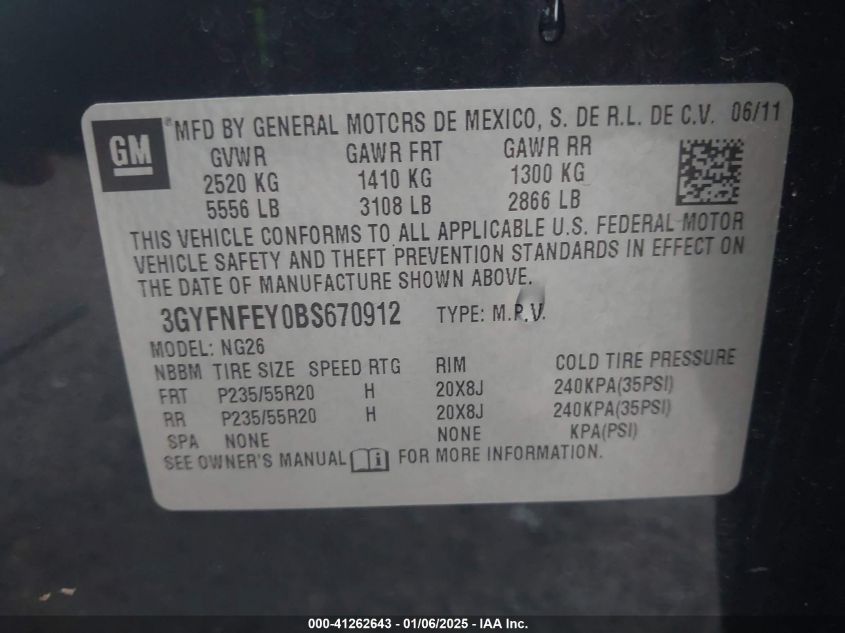 GM ®MFD BY GENERAL MOTORS DE MEXICO, S. DE R.L. DE C.V. 06/11
GVWR GAWR FRT GAWR RR
2520 KG 1410 KG 1300 KG
5556 LB 3108 LB 2866 LB
THIS VEHICLE CONFORMS TO ALL APPLICABLE U.S. FEDERAL MOTOR
VEHICLE SAFETY AND THEFT PREVENTION STANDARDS IN EFFECT ON
THE DATE OF MANUFACTURE SHOWN ABOVE.
3GYFNFEY0BS670912 TYPE: M.P.V.
MODEL: NG26
NBBM TIRE SIZE SPEED RTG RIM COLD TIRE PRESSURE
FRT P235/55R20 H 20X8J 240KPA(35PSI)
RR P235/55R20 H 20X8J 240KPA(35PSI)
SPA NONE NONE KPA(PSI)
SEE OWNER'S MANUAL FOR MORE INFORMATION.
000-41262643 - 01/06/2025 - IAA Inc.